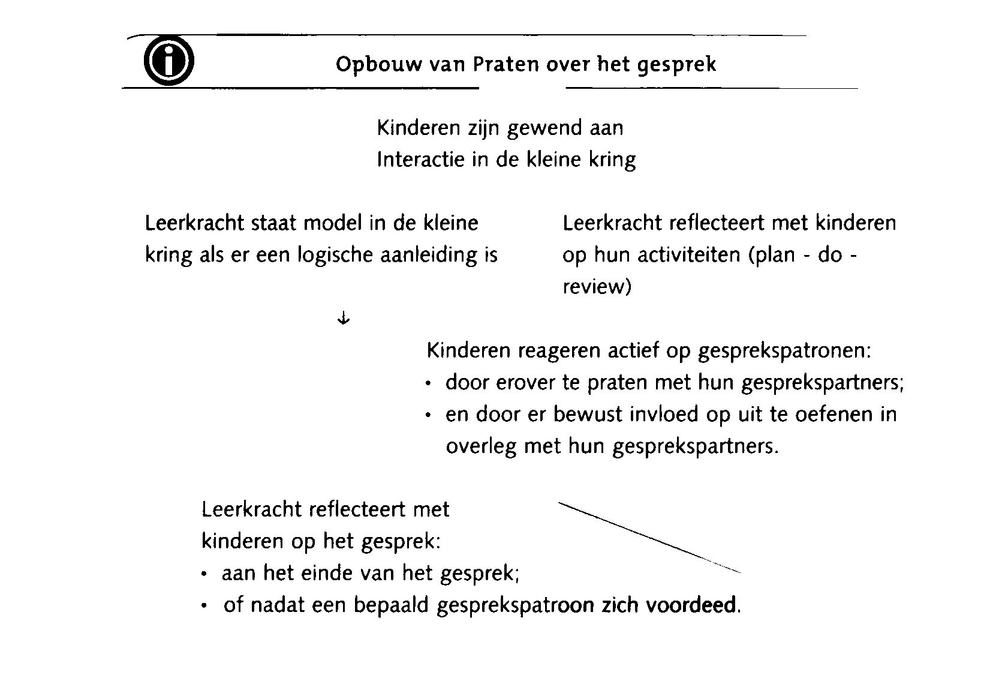 Opbouw van Praten over het gesprek
Kinderen zijn gewend aan
Interactie in de kleine kring
Leerkracht staat model in de kleine
kring als er een logische aanleiding is
Leerkracht reflecteert met kinderen
op hun activiteiten (plan - do -
review)
Kinderen reageren actief op gesprekspatronen:
• door erover te praten met hun gesprekspartners;
• en door er bewust invloed op uit te oefenen in
overleg met hun gesprekspartners.
Leerkracht reflecteert met
kinderen op het gesprek:
• aan het einde van het gesprek;
• of nadat een bepaald gesprekspatroon zich voordeed.